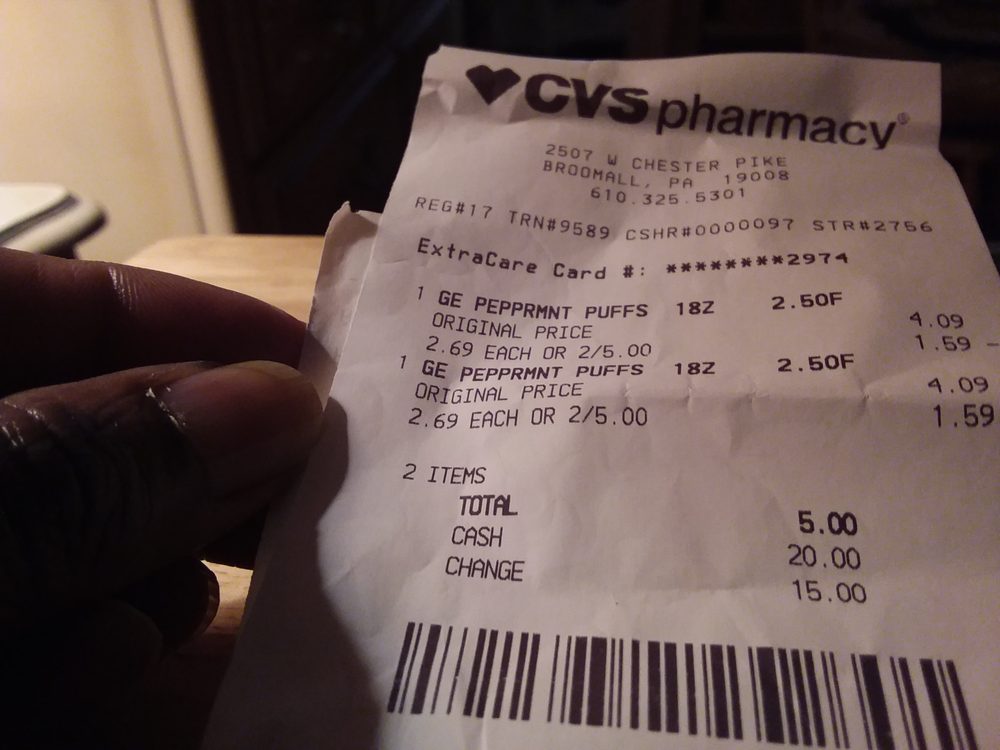 CVS pharmacy®
2507 W CHESTER PIKE
BROOMALL, PA 19008
610.325.5301
REG#17 TRN#9589 CSHR#0000097 STR#2756
ExtraCare Card #: ********2974
1 GE PEPPRMNT PUFFS 18Z 2.50F
ORIGINAL PRICE 4.09
2.69 EACH OR 2/5.00 1.59 -
1 GE PEPPRMNT PUFFS 18Z 2.50F
ORIGINAL PRICE 4.09
2.69 EACH OR 2/5.00 1.59
2 ITEMS
TOTAL 5.00
CASH 20.00
CHANGE 15.00